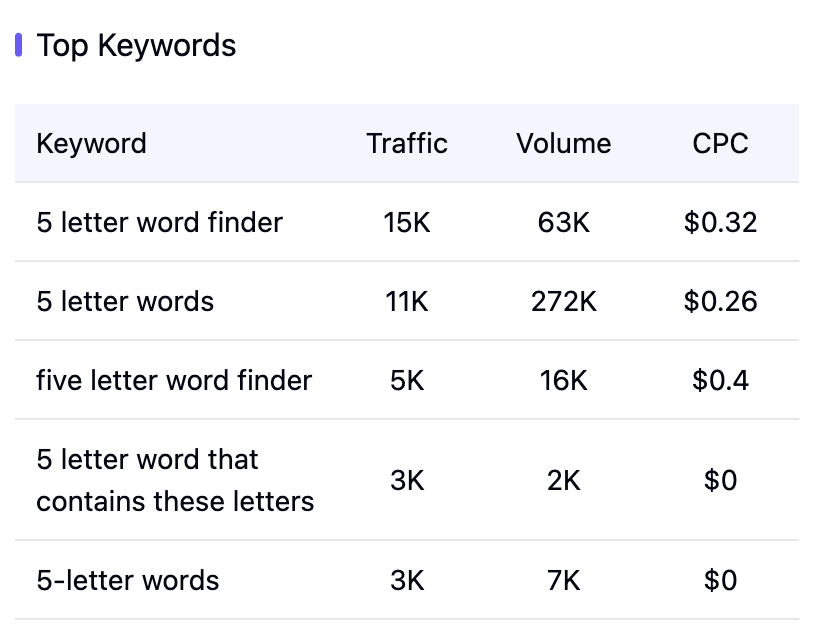 Top Keywords
Keyword Traffic Volume CPC
5 letter word finder 15K 63K $0.32
5 letter words 11K 272K $0.26
five letter word finder 5K 16K $0.4
5 letter word that
contains these letters 3K 2K $0
5-letter words 3K 7K $0